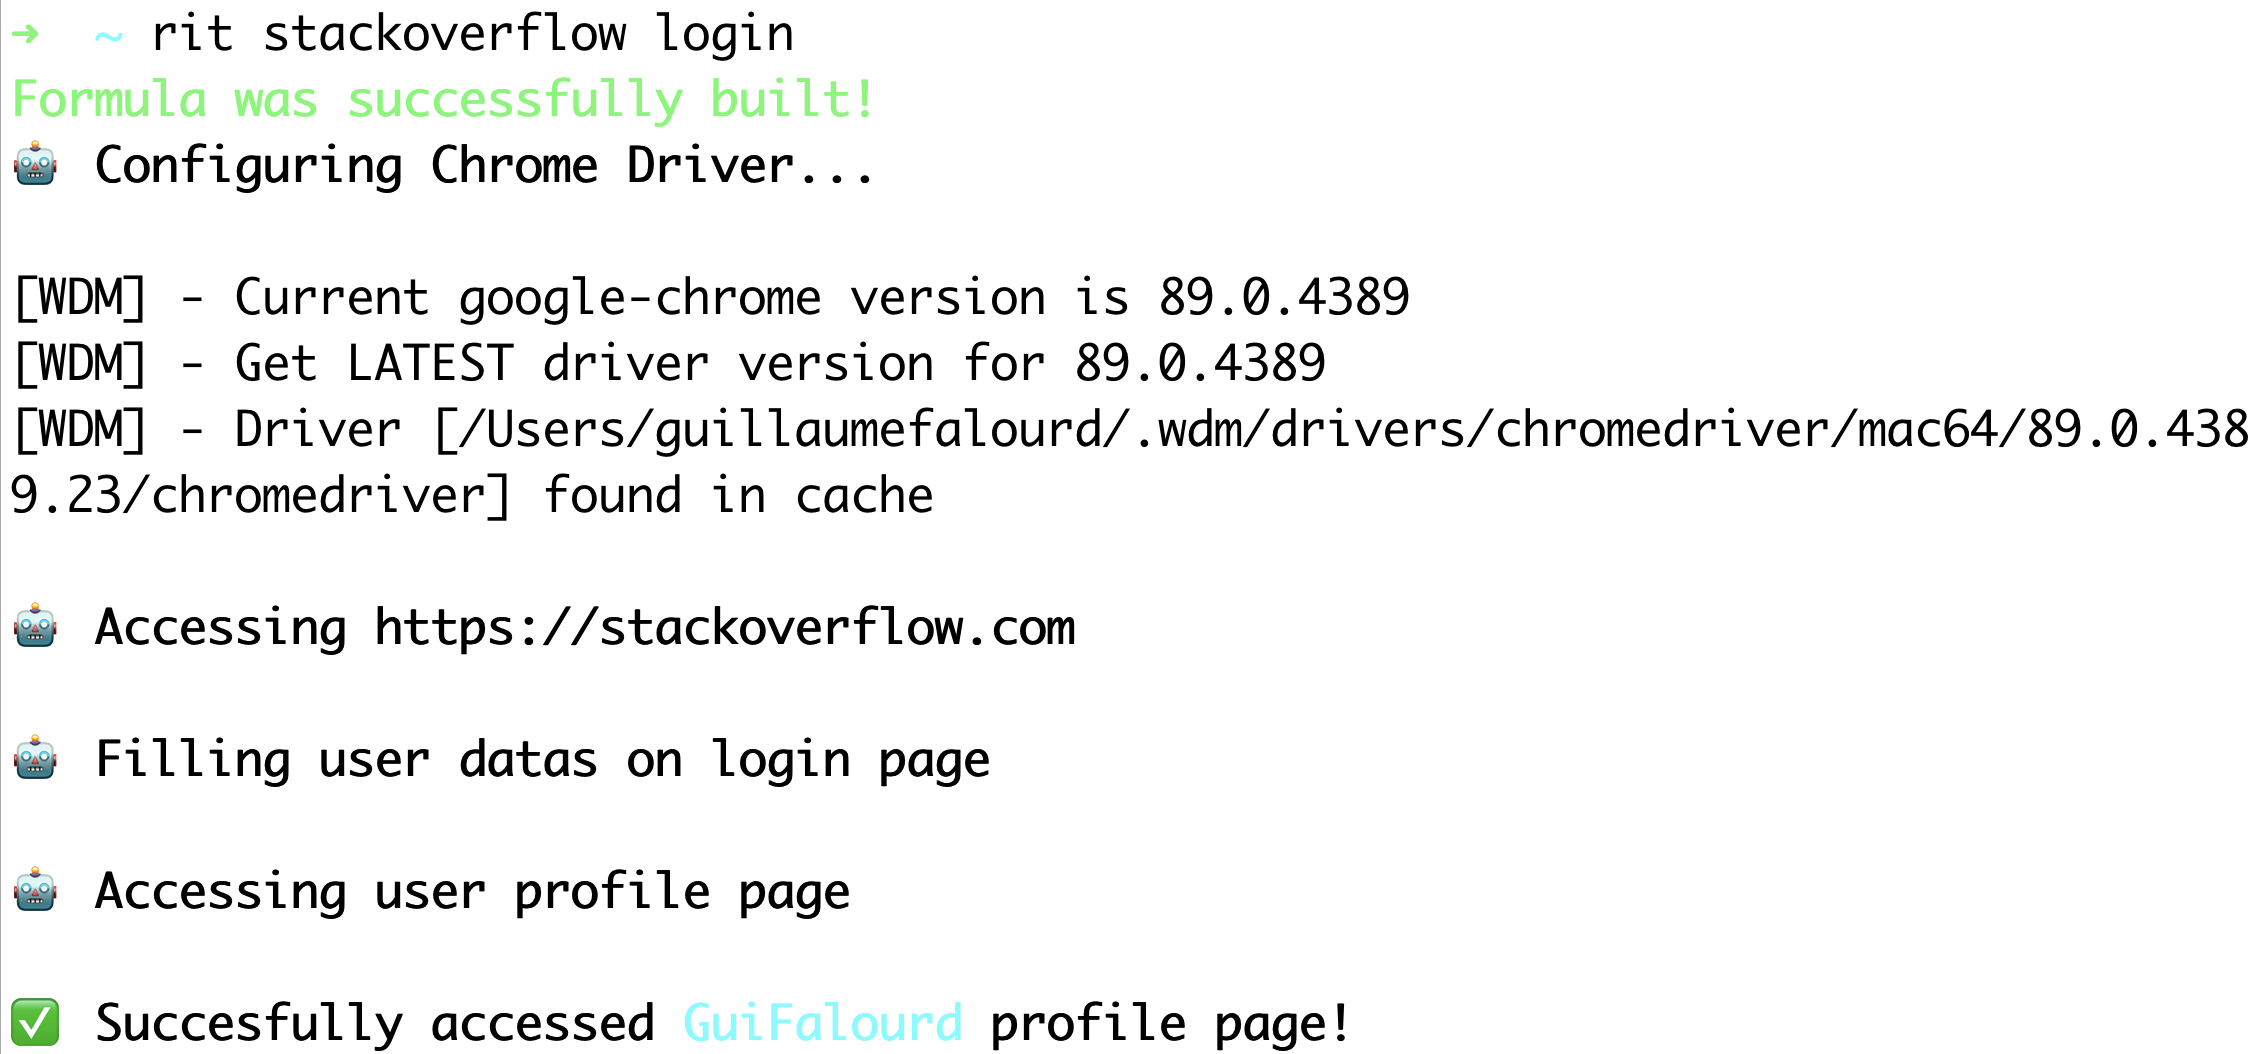 ➜  ~ rit stackoverflow login
Formula was successfully built!
🤖 Configuring Chrome Driver...
[WDM] - Current google-chrome version is 89.0.4389
[WDM] - Get LATEST driver version for 89.0.4389
[WDM] - Driver [/Users/guillaumefalourd/.wdm/drivers/chromedriver/mac64/89.0.438
9.23/chromedriver] found in cache
🤖 Accessing https://stackoverflow.com
🤖 Filling user datas on login page
🤖 Accessing user profile page
✅ Succesfully accessed GuiFalourd profile page!